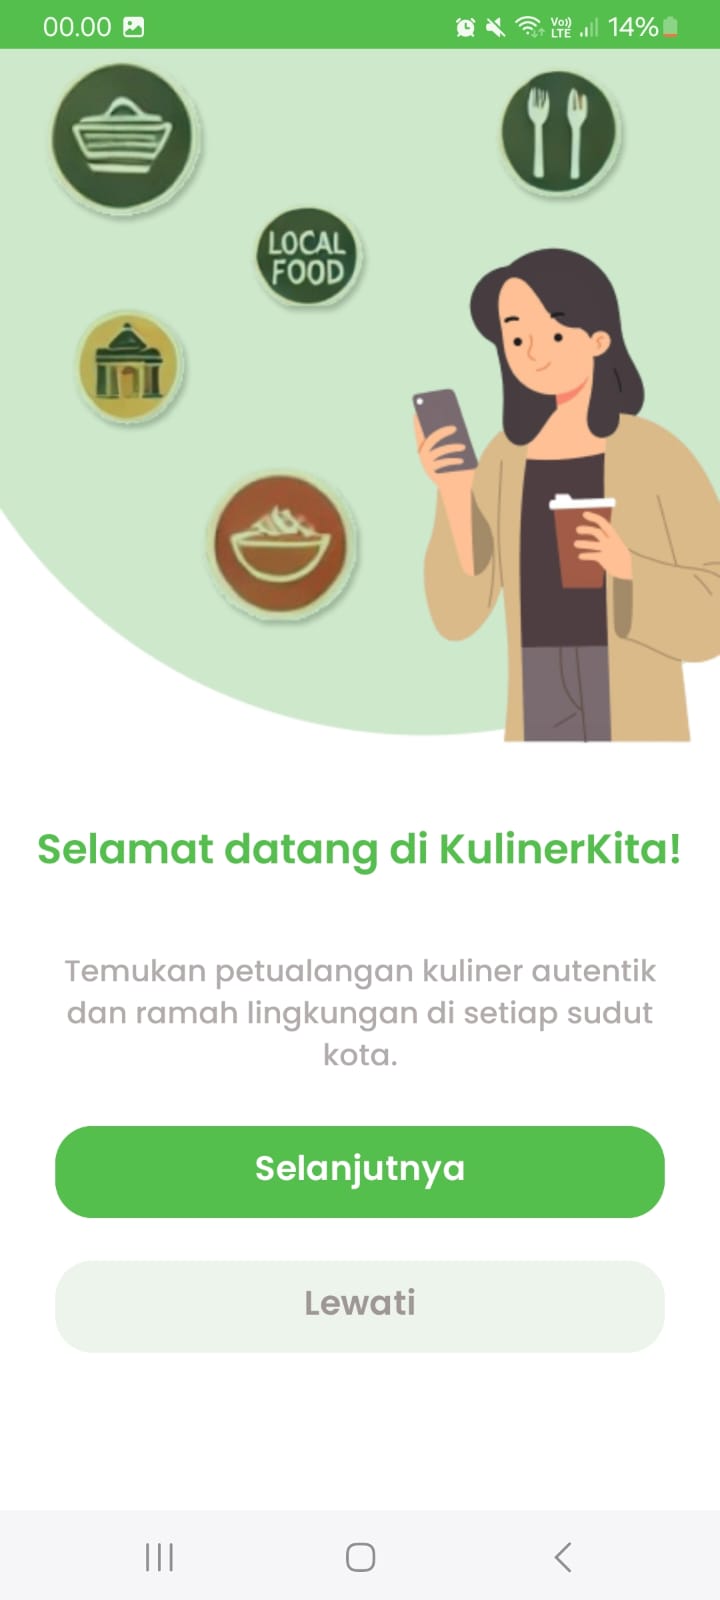 00.00
Vo)) LTE 14%
LOCAL
FOOD
Selamat datang di KulinerKita!
Temukan petualangan kuliner autentik
dan ramah lingkungan di setiap sudut
kota.
Selanjutnya
Lewati